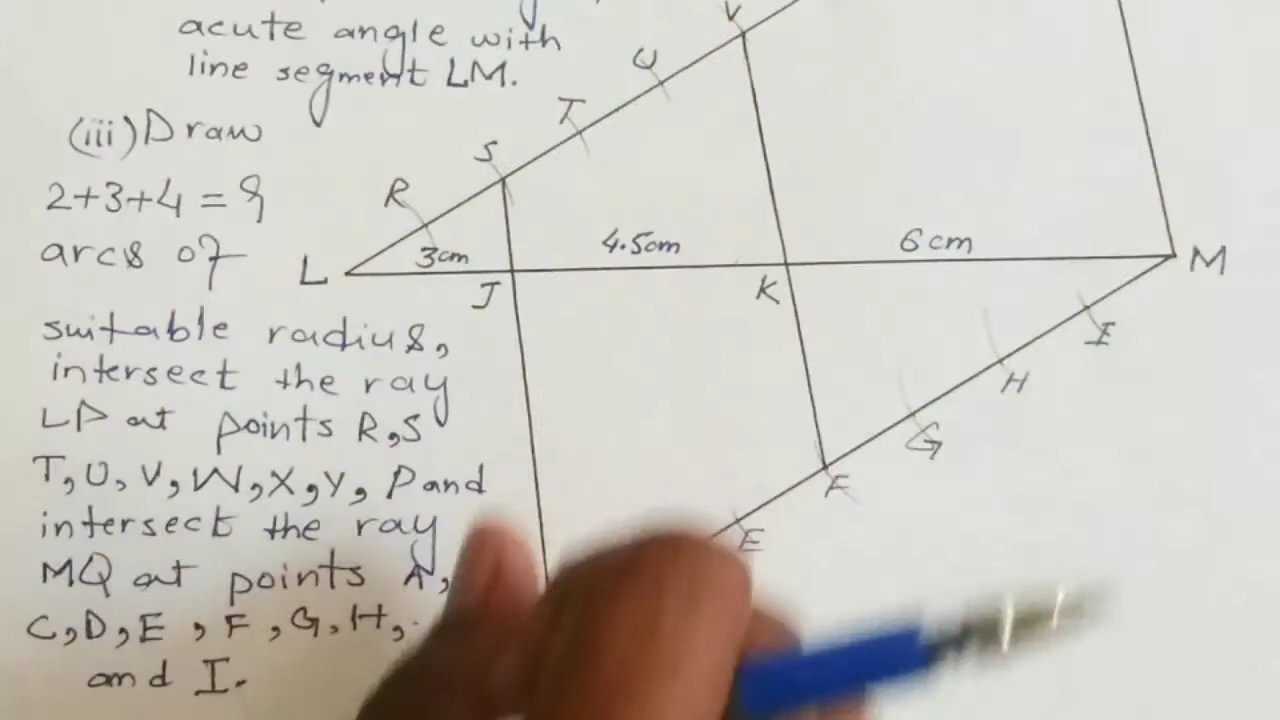 acute angle with
line segment LM.
(iii) Draw
2+3+4 = 9
arcs of
suitable radius,
intersect the ray
LP at points R,S
T,U,V,W,X,Y, P and
intersect the ray
MQ at points A,
C,D,E,F,G,H,
and I.
V
U
T
S
R
L
3cm
4.5cm
6cm
M
J
K
I
H
G
F
E